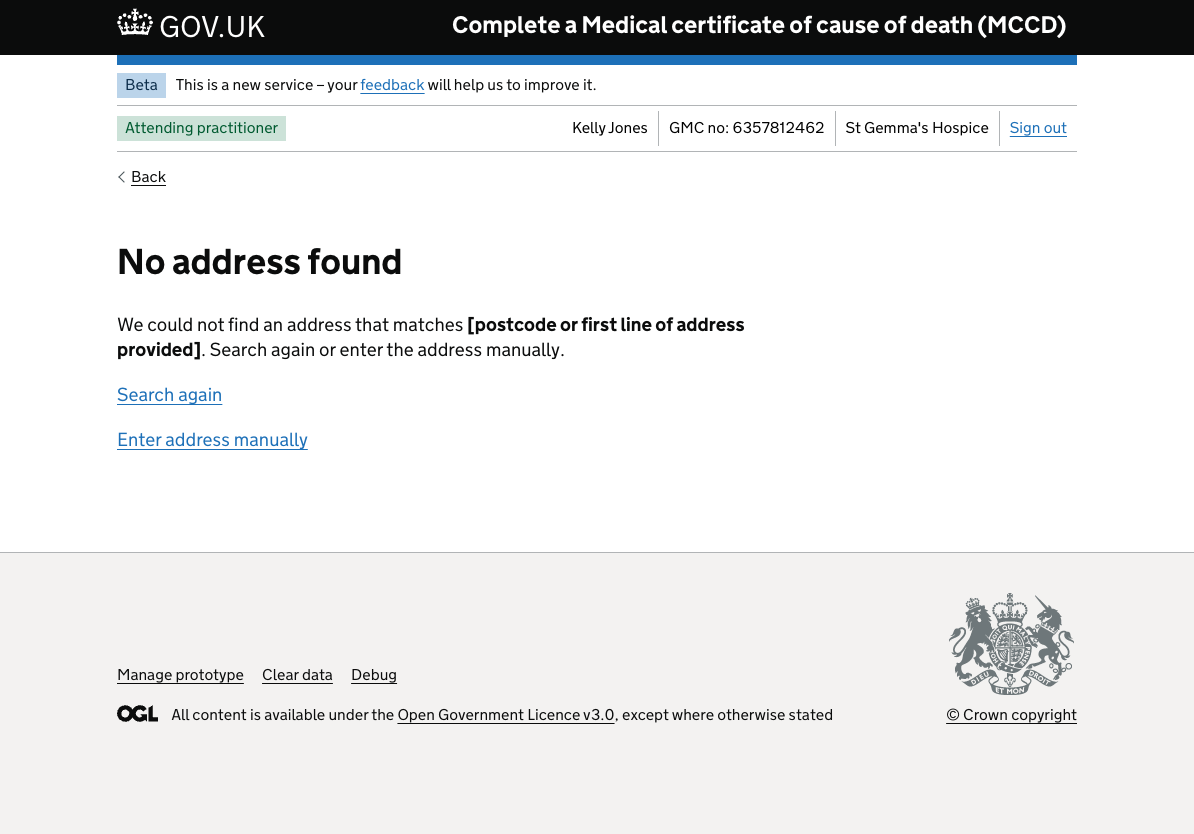 GOV.UK
Complete a Medical certificate of cause of death (MCCD)
Beta
This is a new service – your feedback will help us to improve it.
Attending practitioner
Kelly Jones
GMC no: 6357812462
St Gemma's Hospice
Sign out
Back
No address found
We could not find an address that matches [postcode or first line of address
provided]. Search again or enter the address manually.
Search again
Enter address manually
Manage prototype
Clear data
Debug
OGL
All content is available under the Open Government Licence v3.0, except where otherwise stated
DIEU ET MON DROIT
© Crown copyright